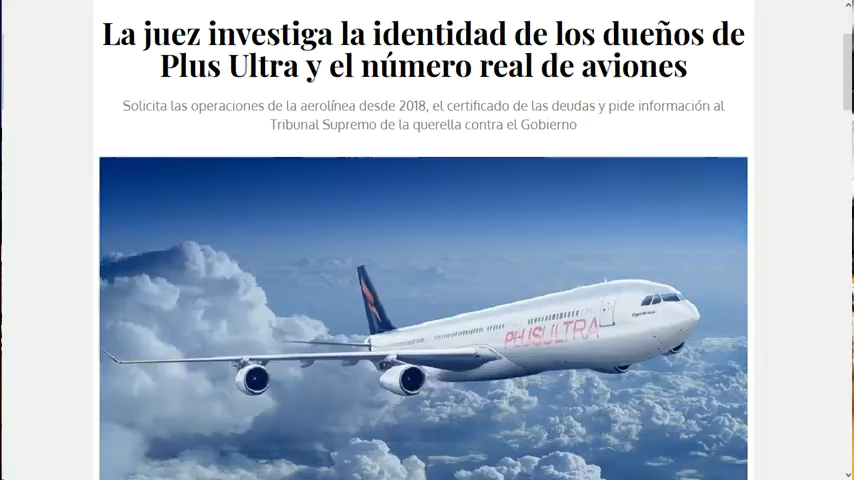 La juez investiga la identidad de los dueños de
Plus Ultra y el número real de aviones
Solicita las operaciones de la aerolínea desde 2018, el certificado de las deudas y pide información al
Tribunal Supremo de la querella contra el Gobierno
PLUSULTRA